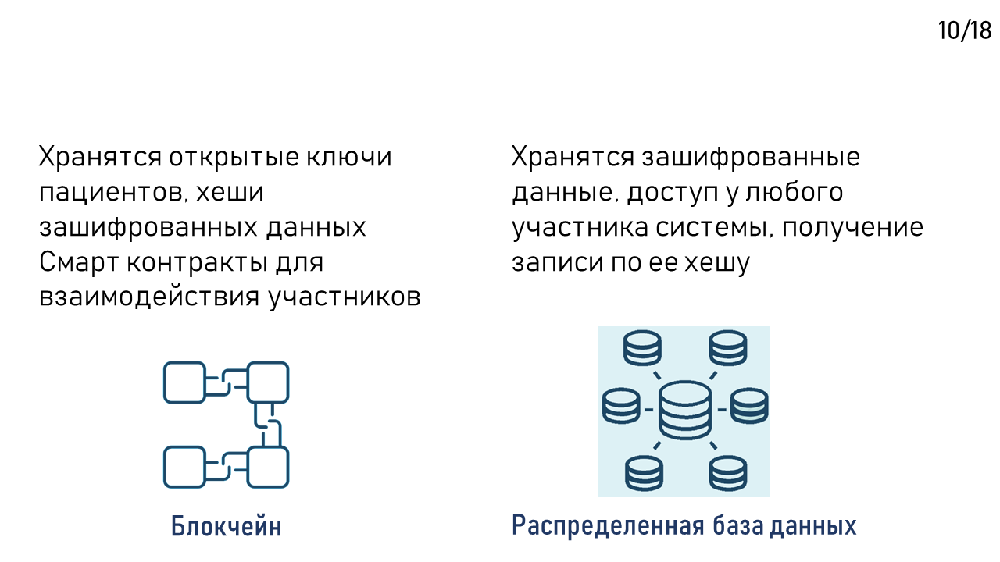 10/18
Хранятся открытые ключи
пациентов, хеши
зашифрованных данных
Смарт контракты для
взаимодействия участников
Хранятся зашифрованные
данные, доступ у любого
участника системы, получение
записи по ее хешу
Блокчейн
Распределенная база данных